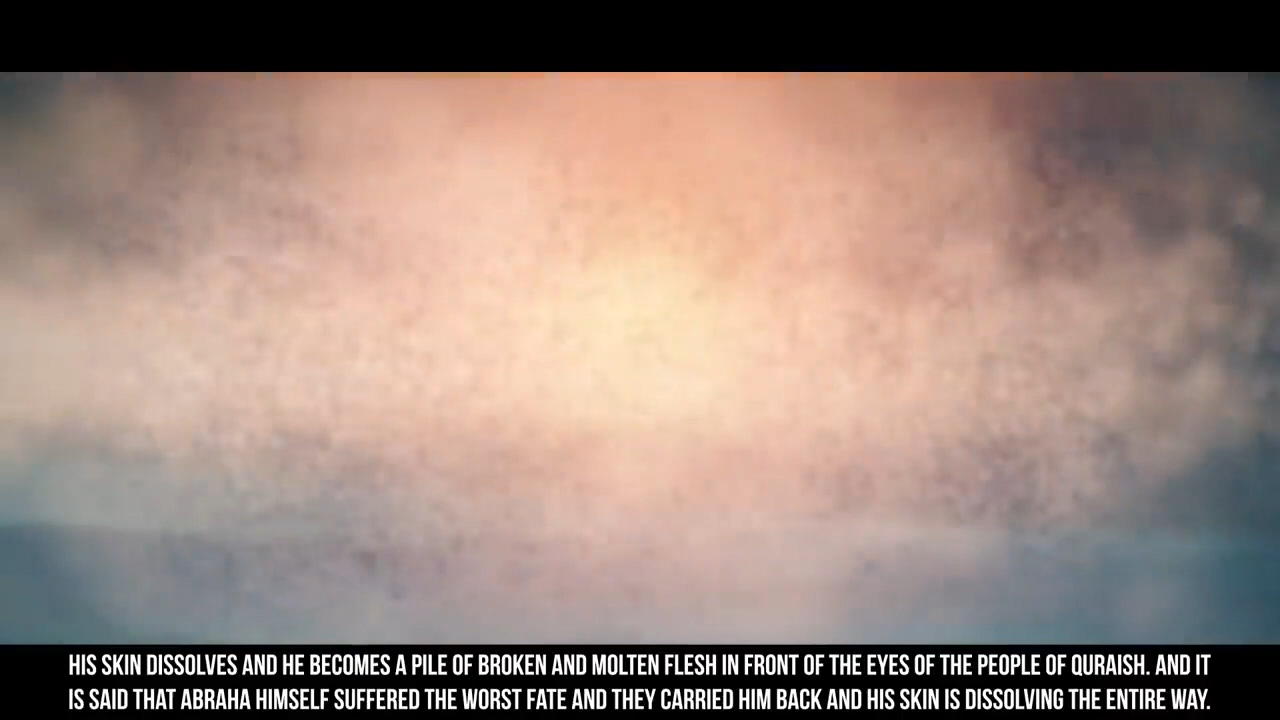 HIS SKIN DISSOLVES AND HE BECOMES A PILE OF BROKEN AND MOLTEN FLESH IN FRONT OF THE EYES OF THE PEOPLE OF QURAISH. AND IT
IS SAID THAT ABRAHA HIMSELF SUFFERED THE WORST FATE AND THEY CARRIED HIM BACK AND HIS SKIN IS DISSOLVING THE ENTIRE WAY.